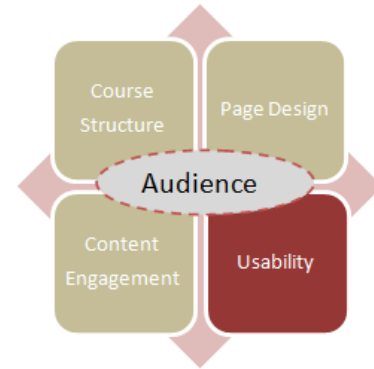 Course
Structure
Page Design
Audience
Content
Engagement
Usability